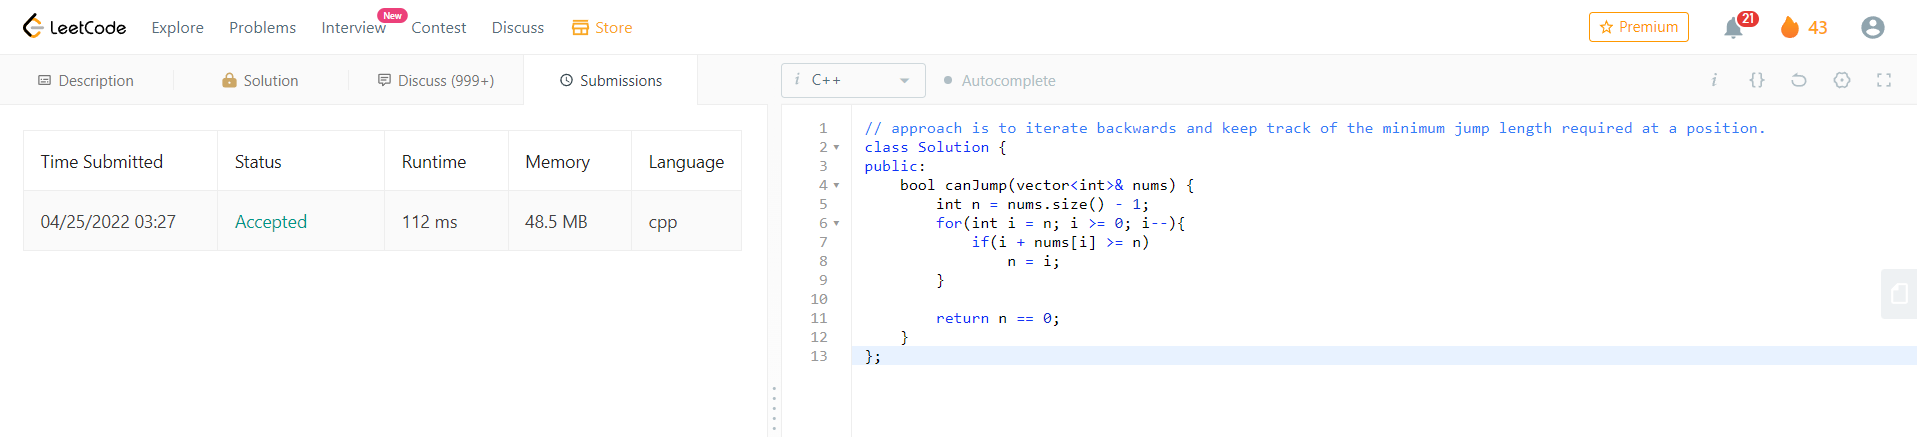 LeetCode Explore Problems Interview New Contest Discuss Store Premium 21 43
Description Solution Discuss (999+) Submissions
i C++ Autocomplete i {}
Time Submitted Status Runtime Memory Language
04/25/2022 03:27 Accepted 112 ms 48.5 MB cpp
1 // approach is to iterate backwards and keep track of the minimum jump length required at a position.
2 class Solution {
3 public:
4     bool canJump(vector<int>& nums) {
5         int n = nums.size() - 1;
6         for(int i = n; i >= 0; i--){
7             if(i + nums[i] >= n)
8                 n = i;
9         }
10
11         return n == 0;
12     }
13 };